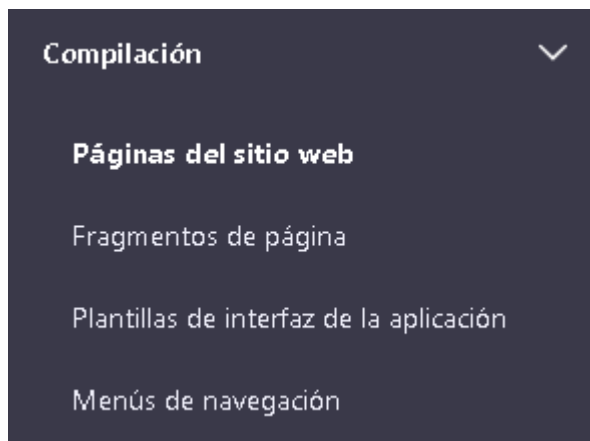 Compilación
Páginas del sitio web
Fragmentos de página
Plantillas de interfaz de la aplicación
Menús de navegación